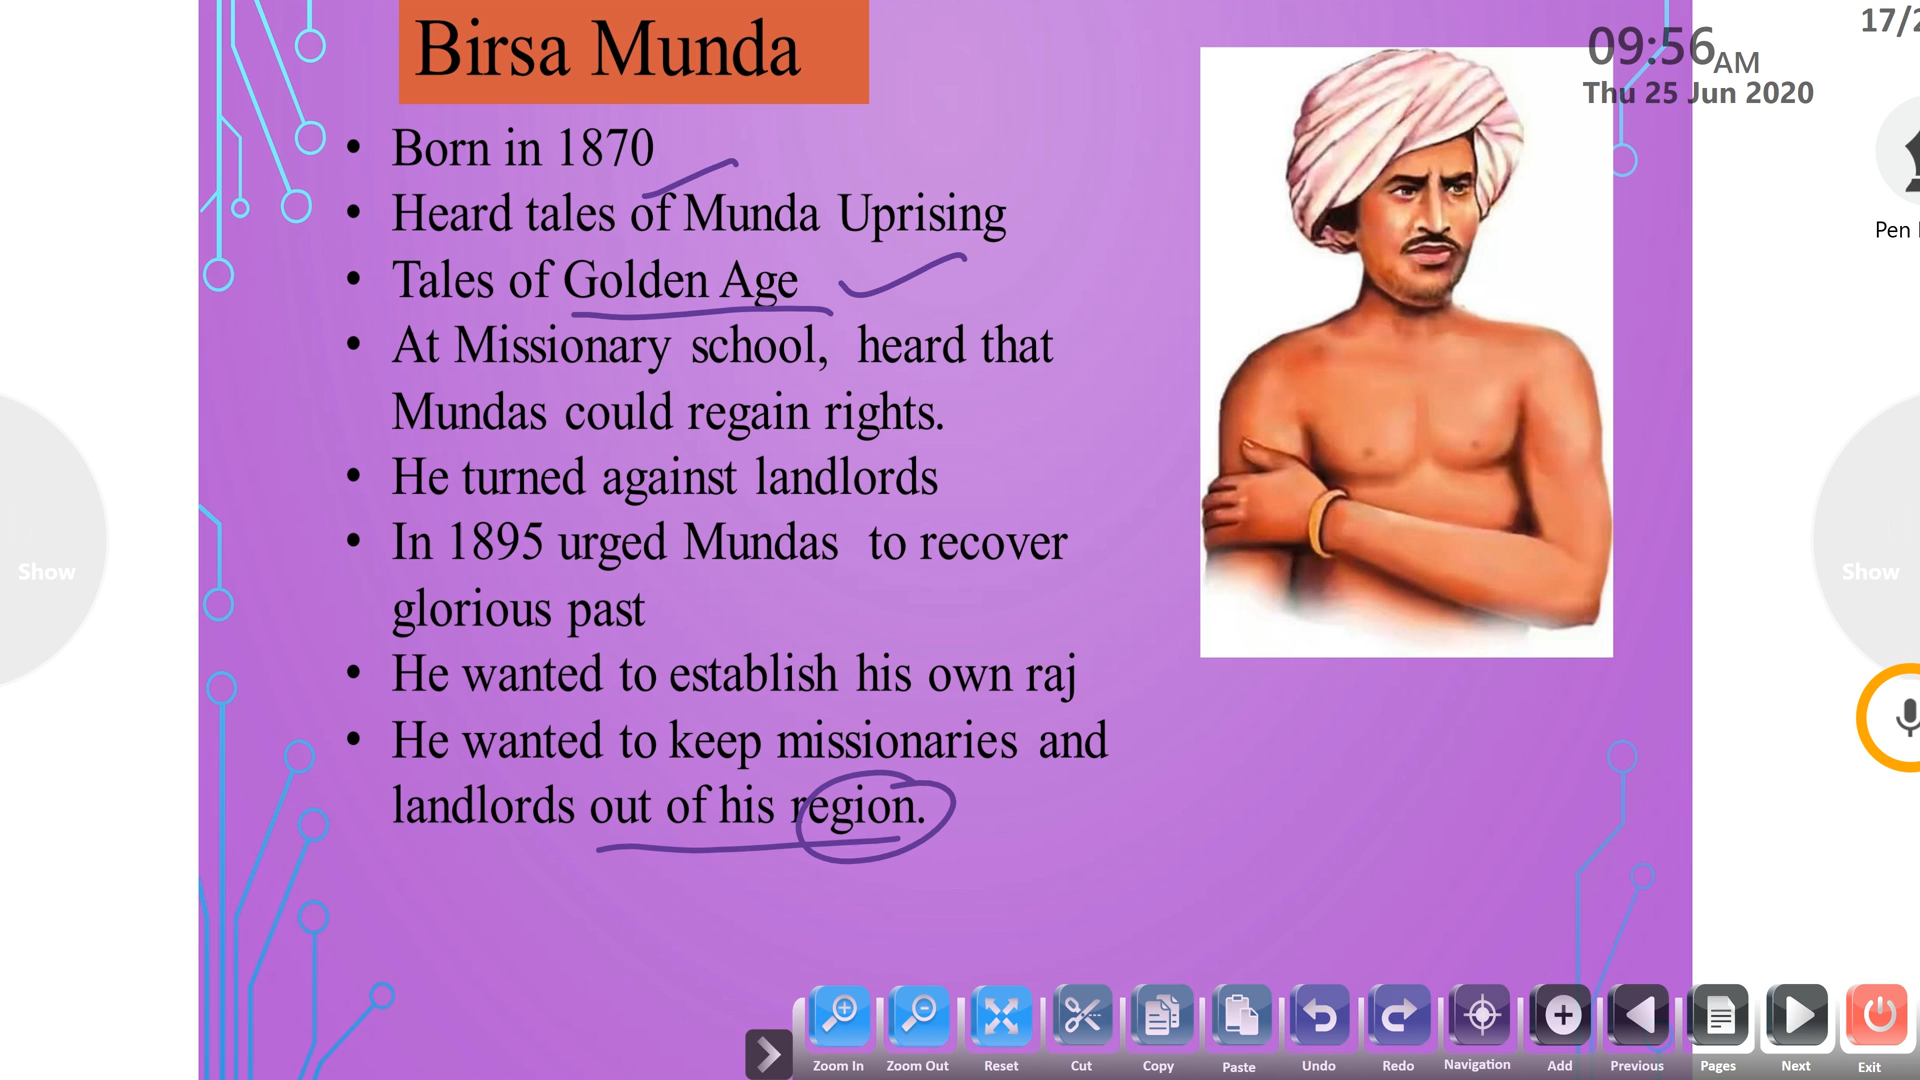 Birsa Munda
09:56 AM
Thu 25 Jun 2020
17/2
• Born in 1870
• Heard tales of Munda Uprising
• Tales of Golden Age
• At Missionary school, heard that
Mundas could regain rights.
• He turned against landlords
• In 1895 urged Mundas to recover
glorious past
• He wanted to establish his own raj
• He wanted to keep missionaries and
landlords out of his region.
Pen
Show
Show
Zoom In
Zoom Out
Reset
Cut
Copy
Paste
Undo
Redo
Navigation
Add
Previous
Pages
Next
Exit